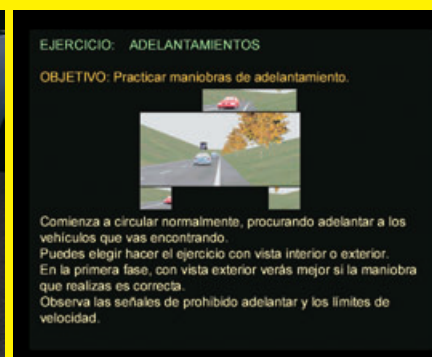 EJERCICIO: ADELANTAMIENTOS
OBJETIVO: Practicar maniobras de adelantamiento.
Comienza a circular normalmente, procurando adelantar a los
vehículos que vas encontrando.
Puedes elegir hacer el ejercicio con vista interior o exterior.
En la primera fase, con vista exterior verás mejor si la maniobra
que realizas es correcta.
Observa las señales de prohibido adelantar y los límites de
velocidad.